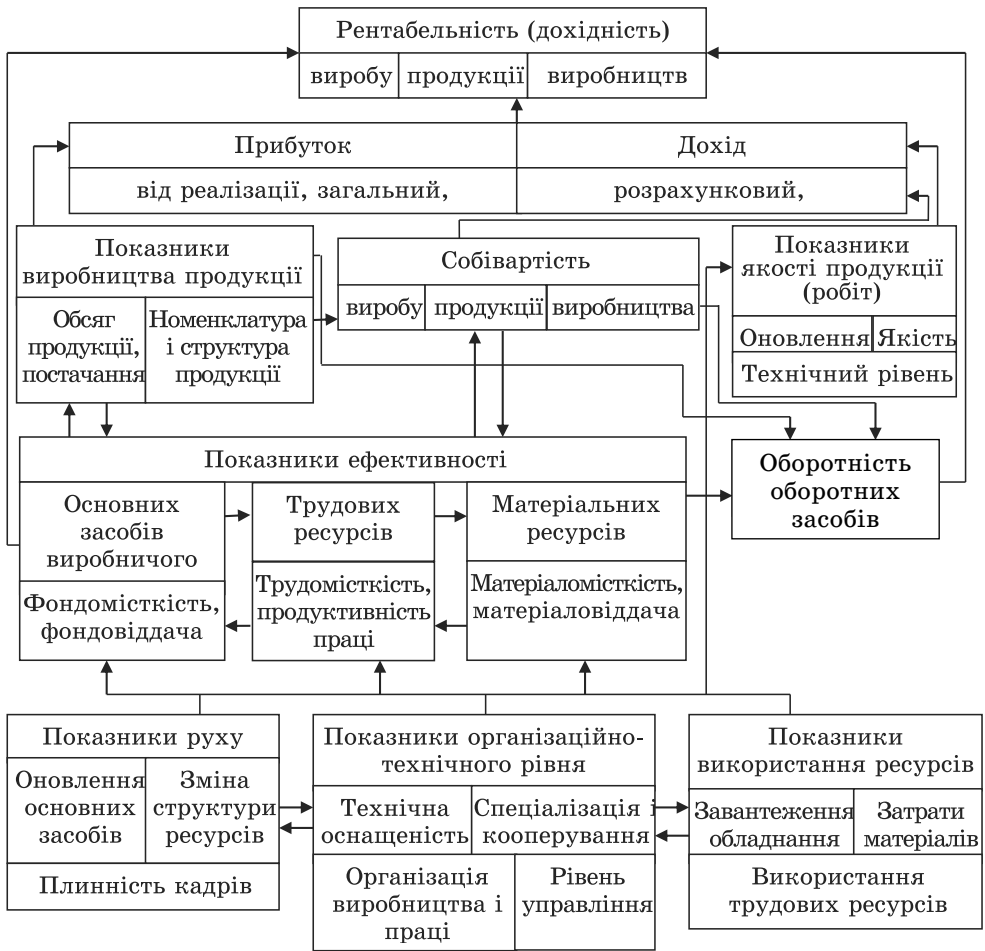 Рентабельність (дохідність)
виробу
продукції
виробництв
Прибуток
Дохід
від реалізації, загальний,
розрахунковий,
Показники
виробництва продукції
Обсяг
продукції,
постачання
Номенклатура
і структура
продукції
Собівартість
виробу
продукції
виробництва
Показники
якості продукції
(робіт)
Оновлення
Якість
Технічний рівень
Показники ефективності
Основних
засобів
виробничого
Трудових
ресурсів
Матеріальних
ресурсів
Фондомісткість,
фондовіддача
Трудомісткість,
продуктивність
праці
Матеріаломісткість,
матеріаловіддача
Оборотність
оборотних
засобів
Показники руху
Оновлення
основних
засобів
Зміна
структури
ресурсів
Плинність кадрів
Показники організаційно-
технічного рівня
Технічна
оснащеність
Спеціалізація і
кооперування
Організація
виробництва і
праці
Рівень
управління
Показники
використання ресурсів
Завантеження
обладнання
Затрати
матеріалів
Використання
трудових ресурсів